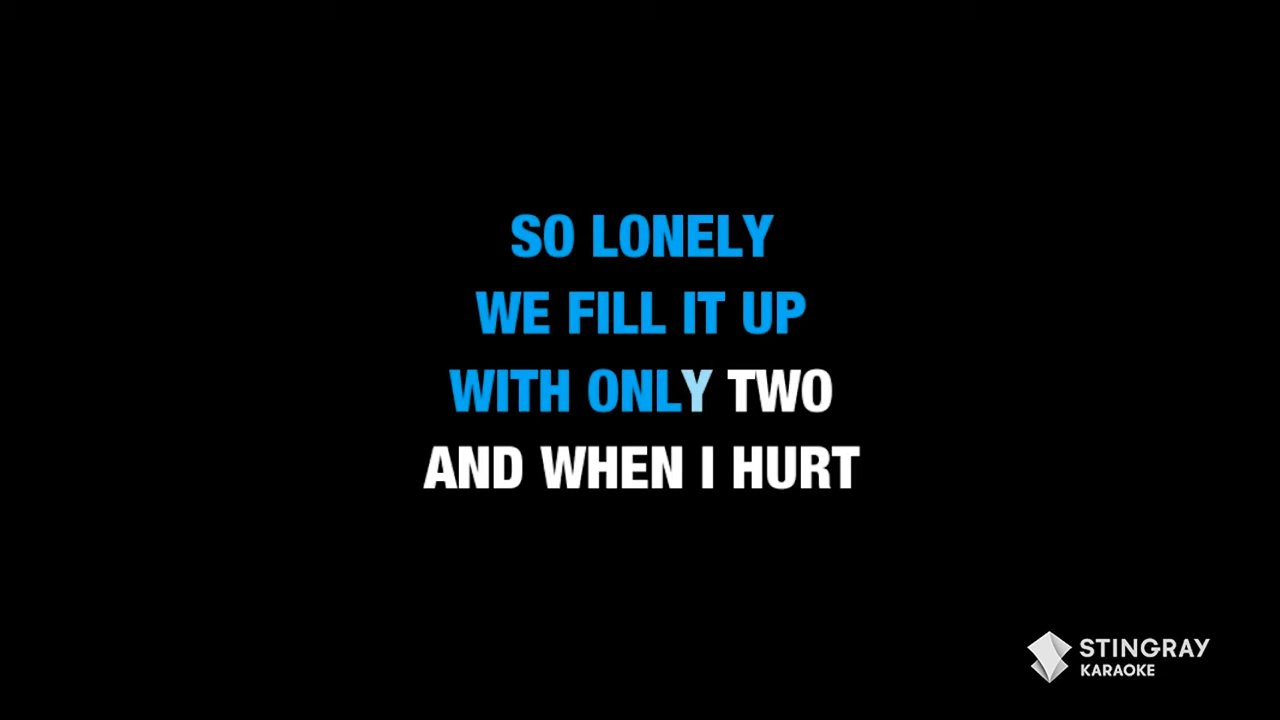 SO LONELY
WE FILL IT UP
WITH ONLY TWO
AND WHEN I HURT
STINGRAY
KARAOKE